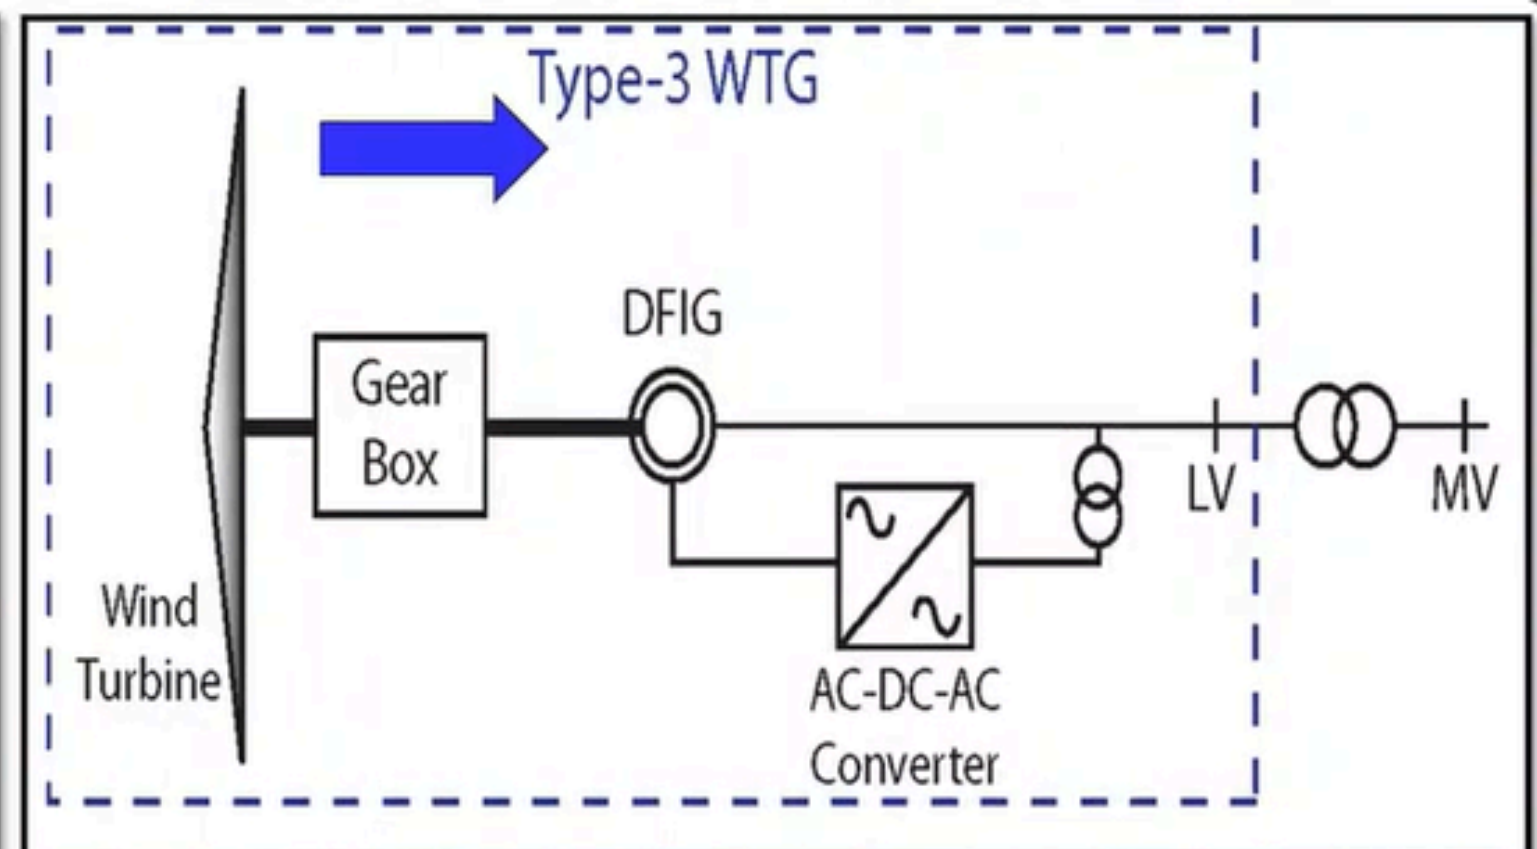 Type-3 WTG
DFIG
Gear
Box
LV
MV
Wind
Turbine
AC-DC-AC
Converter